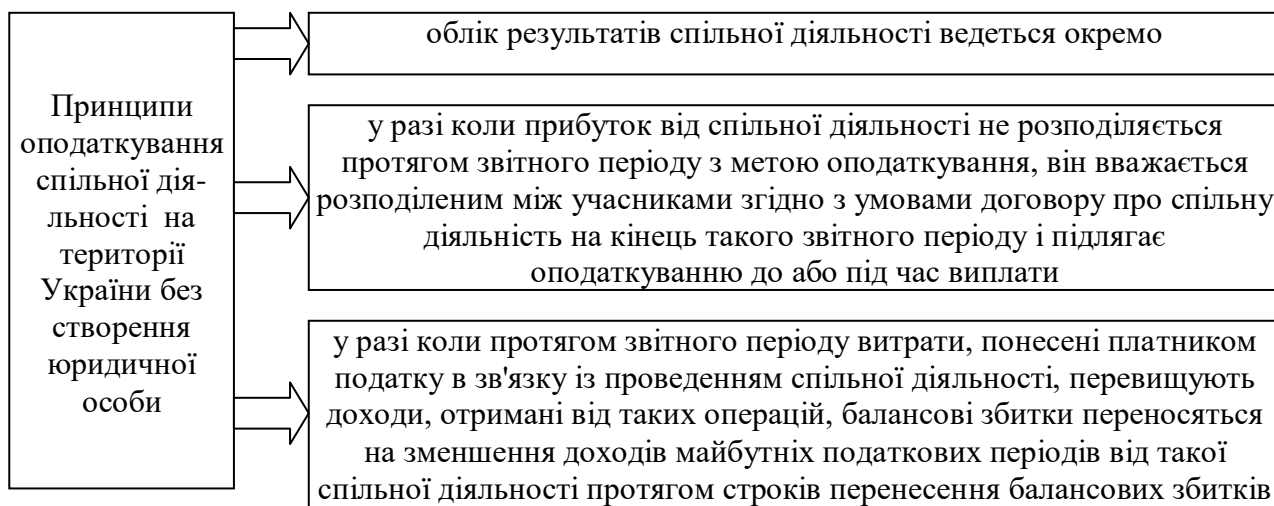 Принципи
оподаткування
спільної дія-
льності на
території
України без
створення
юридичної
особи
облік результатів спільної діяльності ведеться окремо
у разі коли прибуток від спільної діяльності не розподіляється
протягом звітного періоду з метою оподаткування, він вважається
розподіленим між учасниками згідно з умовами договору про спільну
діяльність на кінець такого звітного періоду і підлягає
оподаткуванню до або під час виплати
у разі коли протягом звітного періоду витрати, понесені платником
податку в зв'язку із проведенням спільної діяльності, перевищують
доходи, отримані від таких операцій, балансові збитки переносяться
на зменшення доходів майбутніх податкових періодів від такої
спільної діяльності протягом строків перенесення балансових збитків